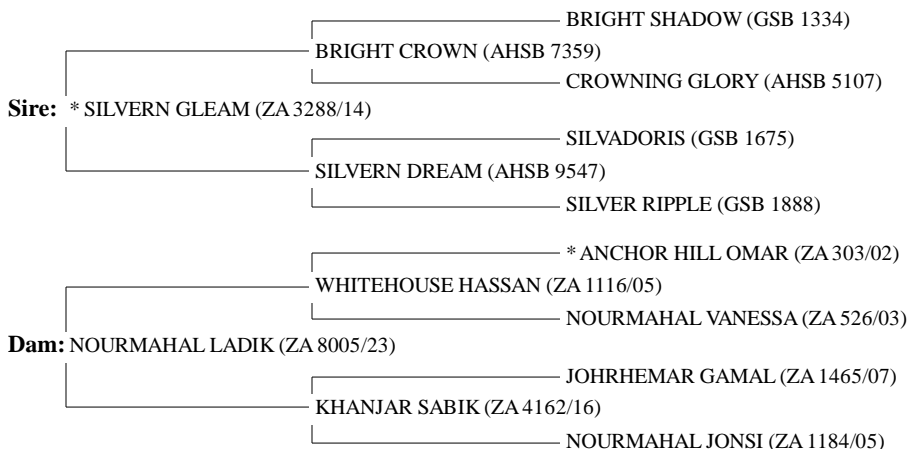 BRIGHT SHADOW (GSB 1334)
BRIGHT CROWN (AHSB 7359)
CROWNING GLORY (AHSB 5107)
Sire: * SILVERN GLEAM (ZA 3288/14)
SILVADORIS (GSB 1675)
SILVERN DREAM (AHSB 9547)
SILVER RIPPLE (GSB 1888)
* ANCHOR HILL OMAR (ZA 303/02)
WHITEHOUSE HASSAN (ZA 1116/05)
NOURMAHAL VANESSA (ZA 526/03)
Dam: NOURMAHAL LADIK (ZA 8005/23)
JOHRHEMAR GAMAL (ZA 1465/07)
KHANJAR SABIK (ZA 4162/16)
NOURMAHAL JONSI (ZA 1184/05)